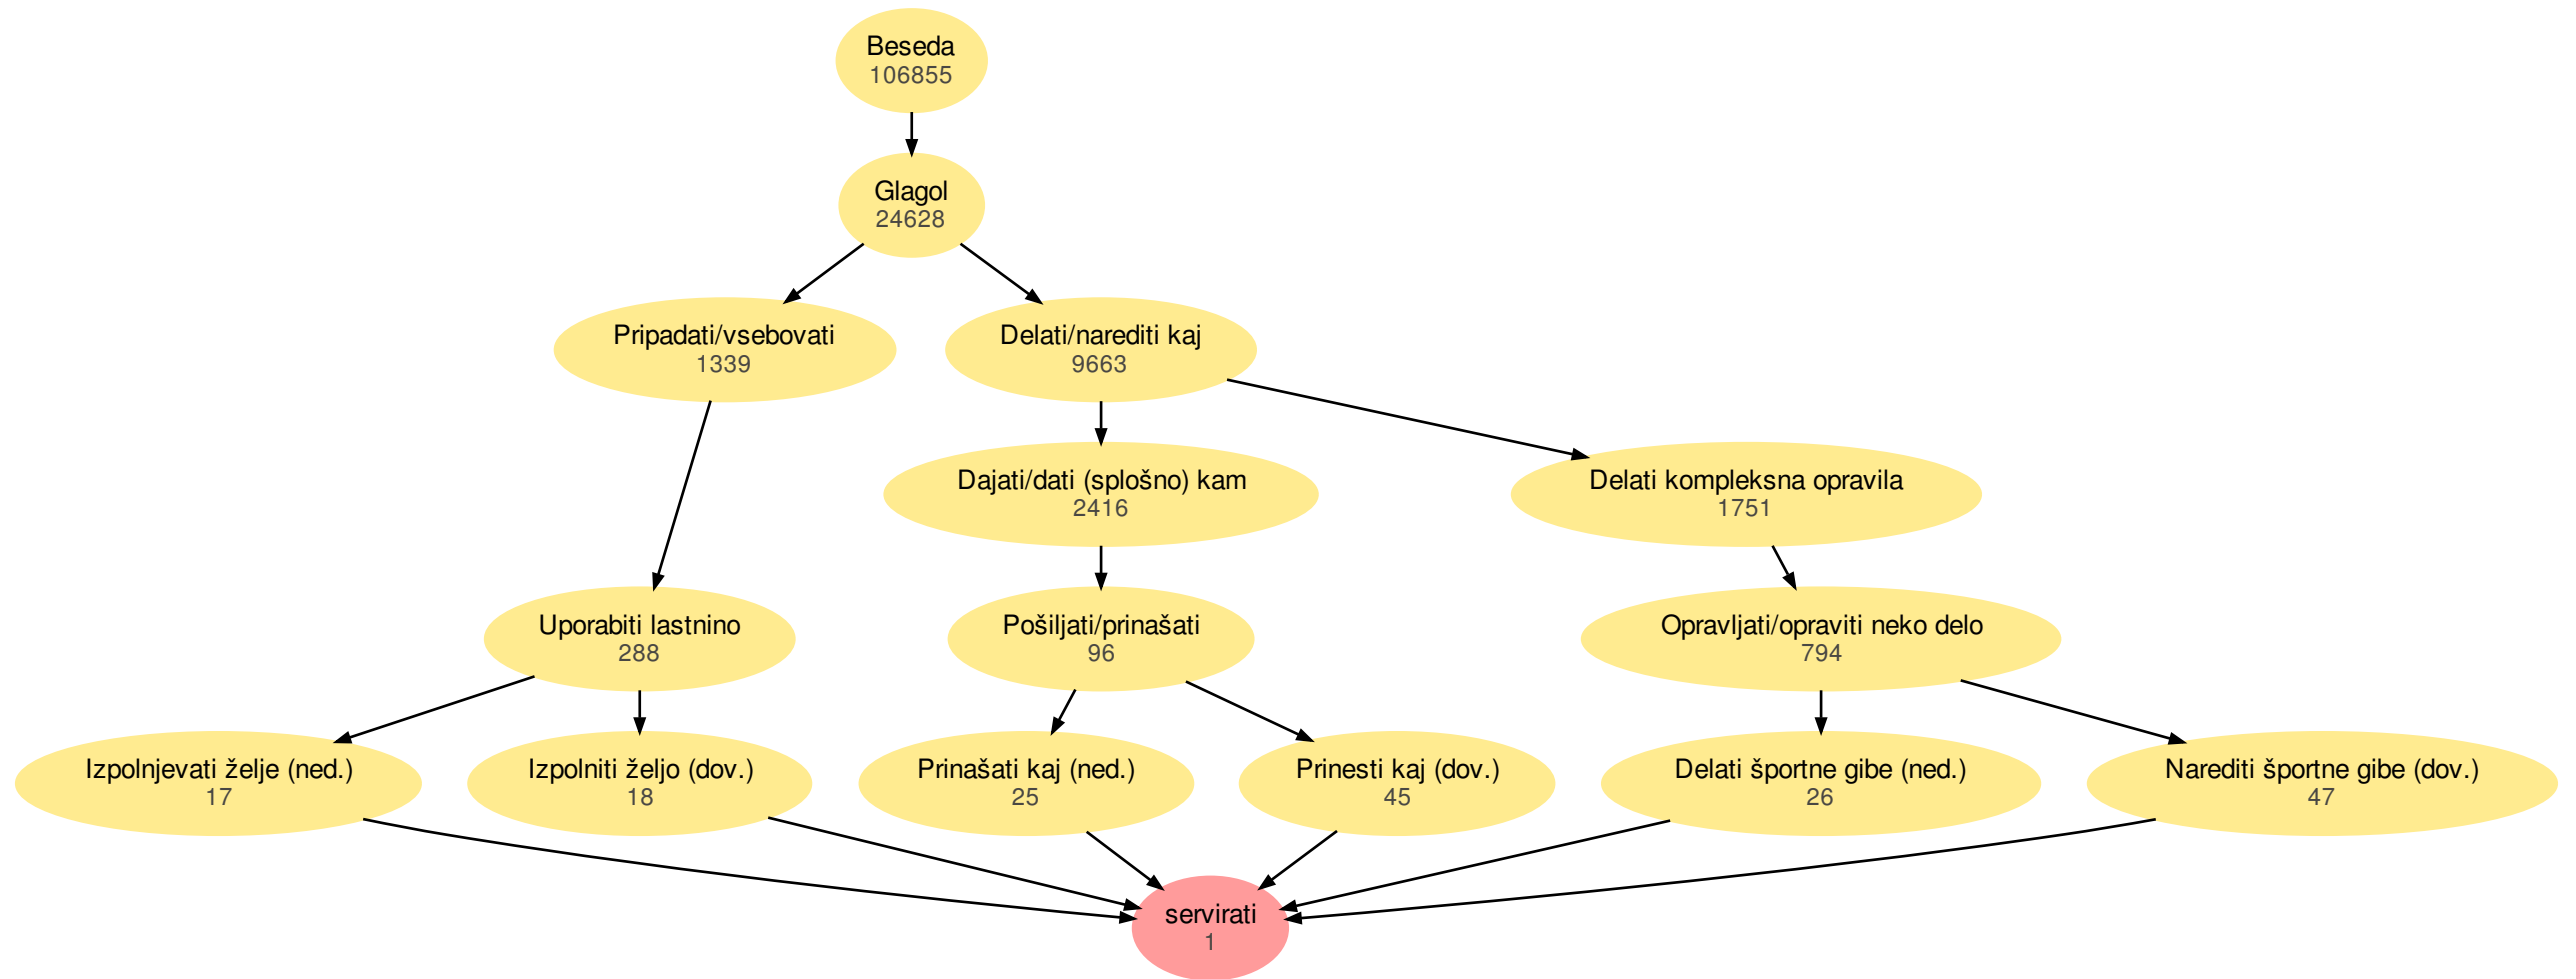 Beseda
106855
Glagol
24628
Pripadati/vsebovati
1339
Delati/narediti kaj
9663
Dajati/dati (splošno) kam
2416
Delati kompleksna opravila
1751
Uporabiti lastnino
288
Pošiljati/prinašati
96
Opravljati/opraviti neko delo
794
Izpolnjevati želje (ned.)
17
Izpolniti željo (dov.)
18
Prinašati kaj (ned.)
25
Prinesti kaj (dov.)
45
Delati športne gibe (ned.)
26
Narediti športne gibe (dov.)
47
servirati
1